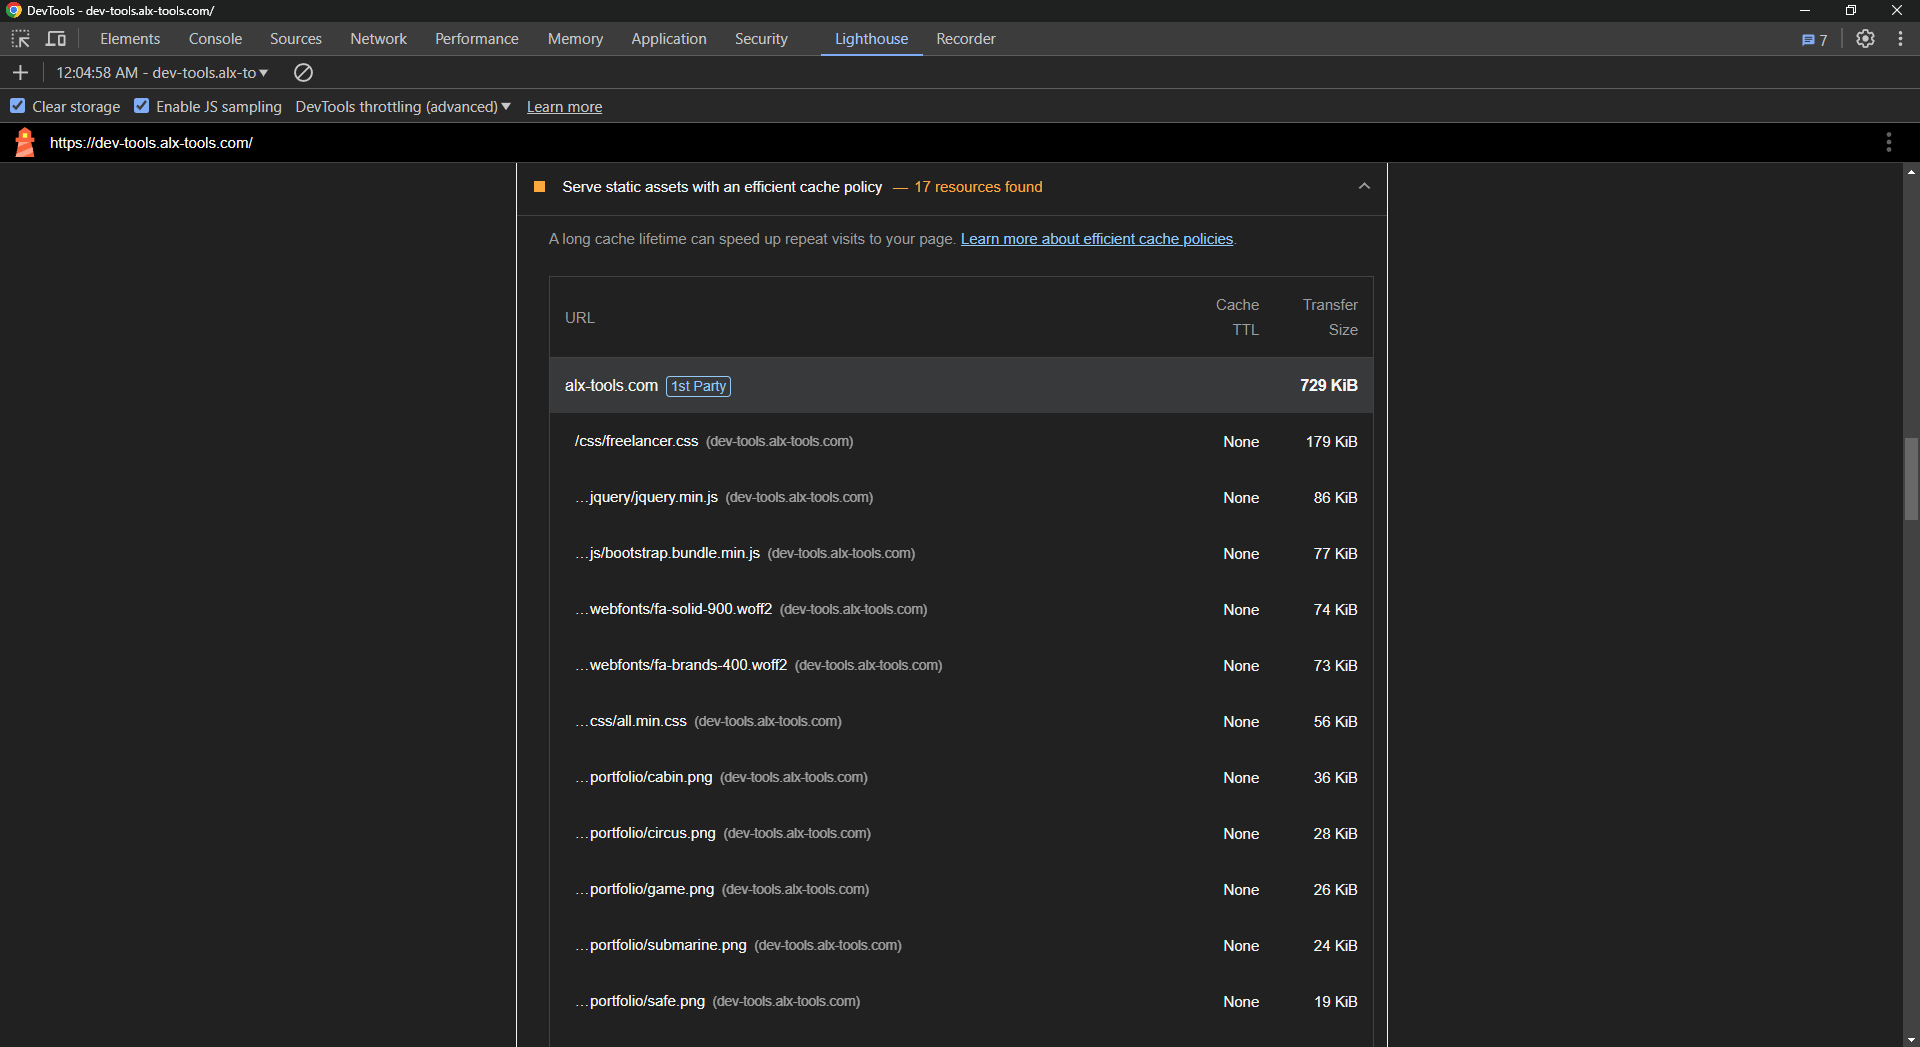 DevTools - dev-tools.alx-tools.com/
Elements Console Sources Network Performance Memory Application Security Lighthouse Recorder 7
12:04:58 AM - dev-tools.alx-to
Clear storage Enable JS sampling DevTools throttling (advanced) Learn more
https://dev-tools.alx-tools.com/
Serve static assets with an efficient cache policy — 17 resources found
A long cache lifetime can speed up repeat visits to your page. Learn more about efficient cache policies.
URL Cache TTL Transfer Size
alx-tools.com 1st Party 729 KiB
/css/freelancer.css (dev-tools.alx-tools.com) None 179 KiB
…jquery/jquery.min.js (dev-tools.alx-tools.com) None 86 KiB
…js/bootstrap.bundle.min.js (dev-tools.alx-tools.com) None 77 KiB
…webfonts/fa-solid-900.woff2 (dev-tools.alx-tools.com) None 74 KiB
…webfonts/fa-brands-400.woff2 (dev-tools.alx-tools.com) None 73 KiB
…css/all.min.css (dev-tools.alx-tools.com) None 56 KiB
…portfolio/cabin.png (dev-tools.alx-tools.com) None 36 KiB
…portfolio/circus.png (dev-tools.alx-tools.com) None 28 KiB
…portfolio/game.png (dev-tools.alx-tools.com) None 26 KiB
…portfolio/submarine.png (dev-tools.alx-tools.com) None 24 KiB
…portfolio/safe.png (dev-tools.alx-tools.com) None 19 KiB